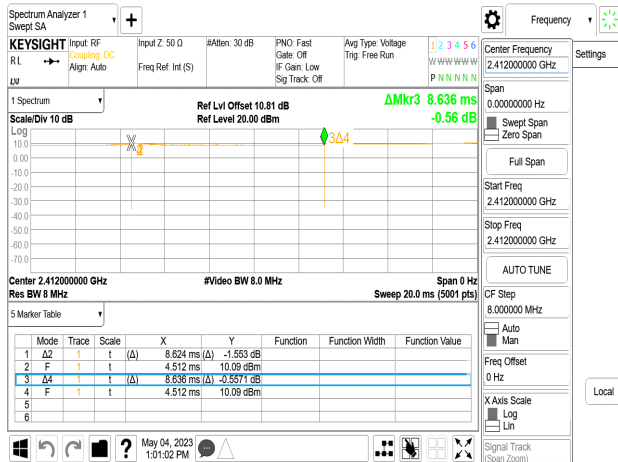 Spectrum Analyzer 1
Swept SA
Frequency
KEYSIGHT Input: RF Input Z: 50 Ω #Atten: 30 dB PNO: Fast Avg Type: Voltage 1 2 3 4 5 6
Coupling: DC Gate: Off Trig: Free Run
RL Align: Auto Freq Ref: Int (S) IF Gain: Low W W W W W W
Sig Track: Off
LXI P N N N N N
1 Spectrum
Ref Lvl Offset 10.81 dB ΔMkr3 8.636 ms
Scale/Div 10 dB Ref Level 20.00 dBm -0.56 dB
Log
3Δ4
10.0
0.00
-10.0
-20.0
-30.0
-40.0
-50.0
-60.0
-70.0
Center 2.412000000 GHz #Video BW 8.0 MHz Span 0 Hz
Res BW 8 MHz Sweep 20.0 ms (5001 pts)
5 Marker Table
Mode Trace Scale X Y Function Function Width Function Value
1 Δ2 1 t (Δ) 8.624 ms (Δ) -1.553 dB
2 F 1 t 4.512 ms 10.09 dBm
3 Δ4 1 t (Δ) 8.636 ms (Δ) -0.5571 dB
4 F 1 t 4.512 ms 10.09 dBm
5
6
May 04, 2023
1:01:02 PM
Settings
Center Frequency
2.412000000 GHz
Span
0.00000000 Hz
Swept Span
Zero Span
Full Span
Start Freq
2.412000000 GHz
Stop Freq
2.412000000 GHz
AUTO TUNE
CF Step
8.000000 MHz
Auto
Man
Freq Offset
0 Hz
X Axis Scale
Log
Lin
Signal Track
(Span Zoom)
Local